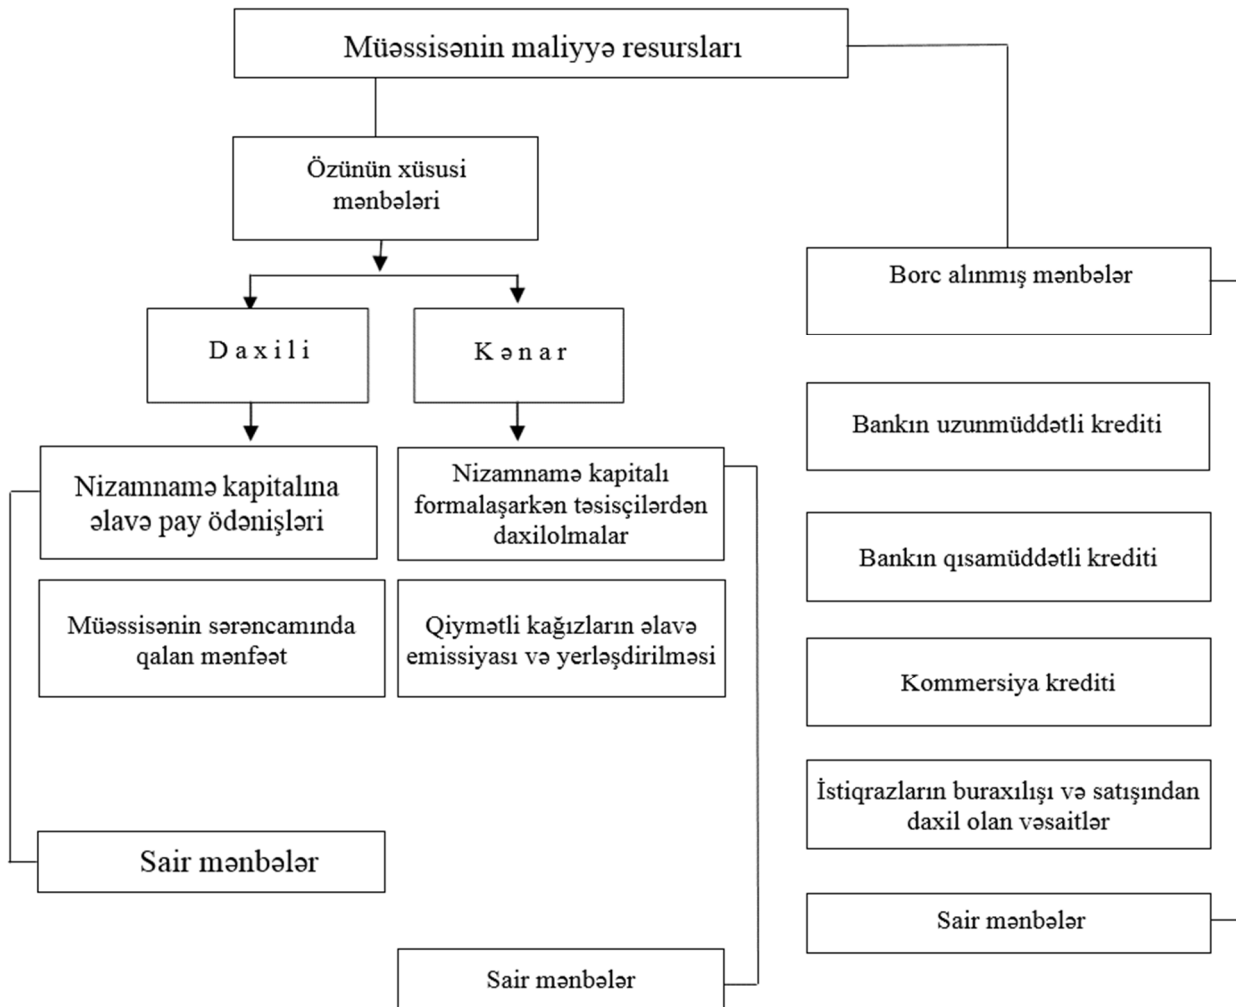 Müəssisənin maliyyə resursları
Özünün xüsusi
mənbələri
D a x i l i
K ə n a r
Nizamnamə kapitalına
əlavə pay ödənişləri
Müəssisənin sərəncamında
qalan mənfəət
Sair mənbələr
Nizamnamə kapitalı
formalaşarkən təsisçilərdən
daxilolmalar
Qiymətli kağızların əlavə
emissiyası və yerləşdirilməsi
Sair mənbələr
Borc alınmış mənbələr
Bankın uzunmüddətli krediti
Bankın qısamüddətli krediti
Kommersiya krediti
İstiqrazların buraxılışı və satışından
daxil olan vəsaitlər
Sair mənbələr